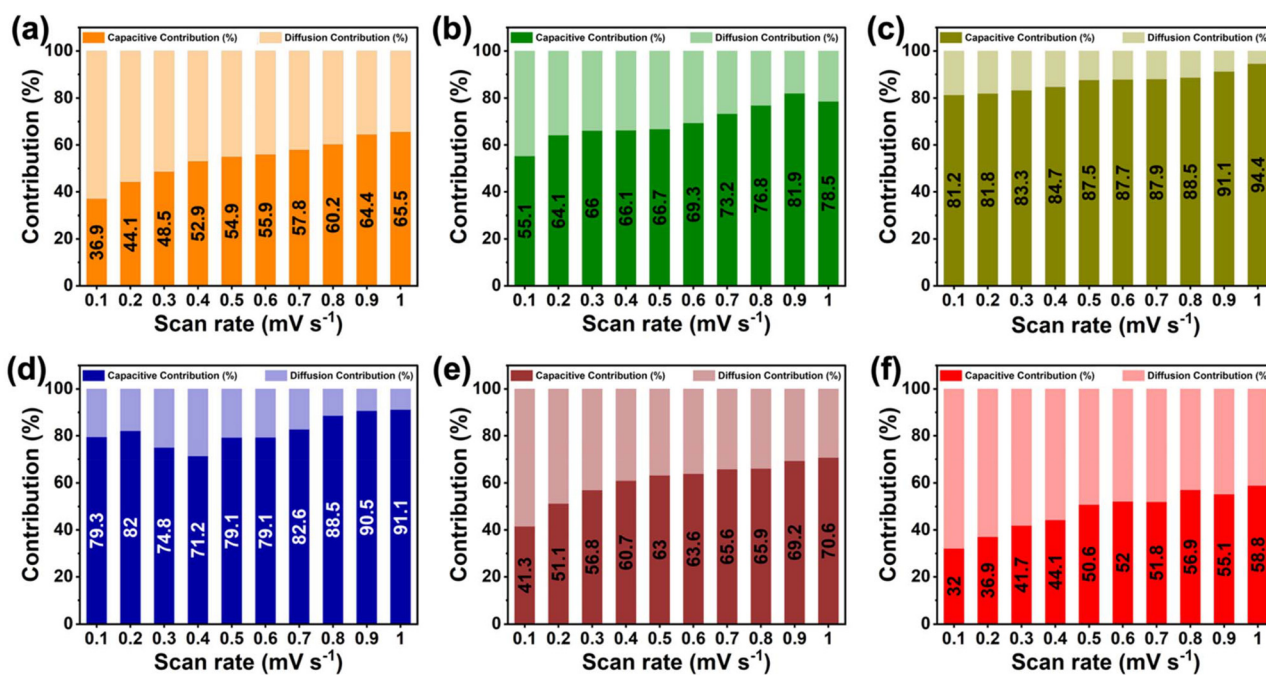 (a)
Capacitive Contribution (%) Diffusion Contribution (%)
Contribution (%)
100
80
60
40
20
0
36.9 44.1 48.5 52.9 54.9 55.9 57.8 60.2 64.4 65.5
0.1 0.2 0.3 0.4 0.5 0.6 0.7 0.8 0.9 1
Scan rate (mV s⁻¹)
(b)
Capacitive Contribution (%) Diffusion Contribution (%)
Contribution (%)
100
80
60
40
20
0
55.1 64.1 66 66.1 66.7 69.3 73.2 76.8 81.9 78.5
0.1 0.2 0.3 0.4 0.5 0.6 0.7 0.8 0.9 1
Scan rate (mV s⁻¹)
(c)
Capacitive Contribution (%) Diffusion Contribution (%)
Contribution (%)
100
80
60
40
20
0
81.2 81.8 83.3 84.7 87.5 87.7 87.9 88.5 91.1 94.4
0.1 0.2 0.3 0.4 0.5 0.6 0.7 0.8 0.9 1
Scan rate (mV s⁻¹)
(d)
Capacitive Contribution (%) Diffusion Contribution (%)
Contribution (%)
100
80
60
40
20
0
79.3 82 74.8 71.2 79.1 79.1 82.6 88.5 90.5 91.1
0.1 0.2 0.3 0.4 0.5 0.6 0.7 0.8 0.9 1
Scan rate (mV s⁻¹)
(e)
Capacitive Contribution (%) Diffusion Contribution (%)
Contribution (%)
100
80
60
40
20
0
41.3 51.1 56.8 60.7 63 63.6 65.6 65.9 69.2 70.6
0.1 0.2 0.3 0.4 0.5 0.6 0.7 0.8 0.9 1
Scan rate (mV s⁻¹)
(f)
Capacitive Contribution (%) Diffusion Contribution (%)
Contribution (%)
100
80
60
40
20
0
32 36.9 41.7 44.1 50.6 52 51.8 56.9 55.1 58.8
0.1 0.2 0.3 0.4 0.5 0.6 0.7 0.8 0.9 1
Scan rate (mV s⁻¹)